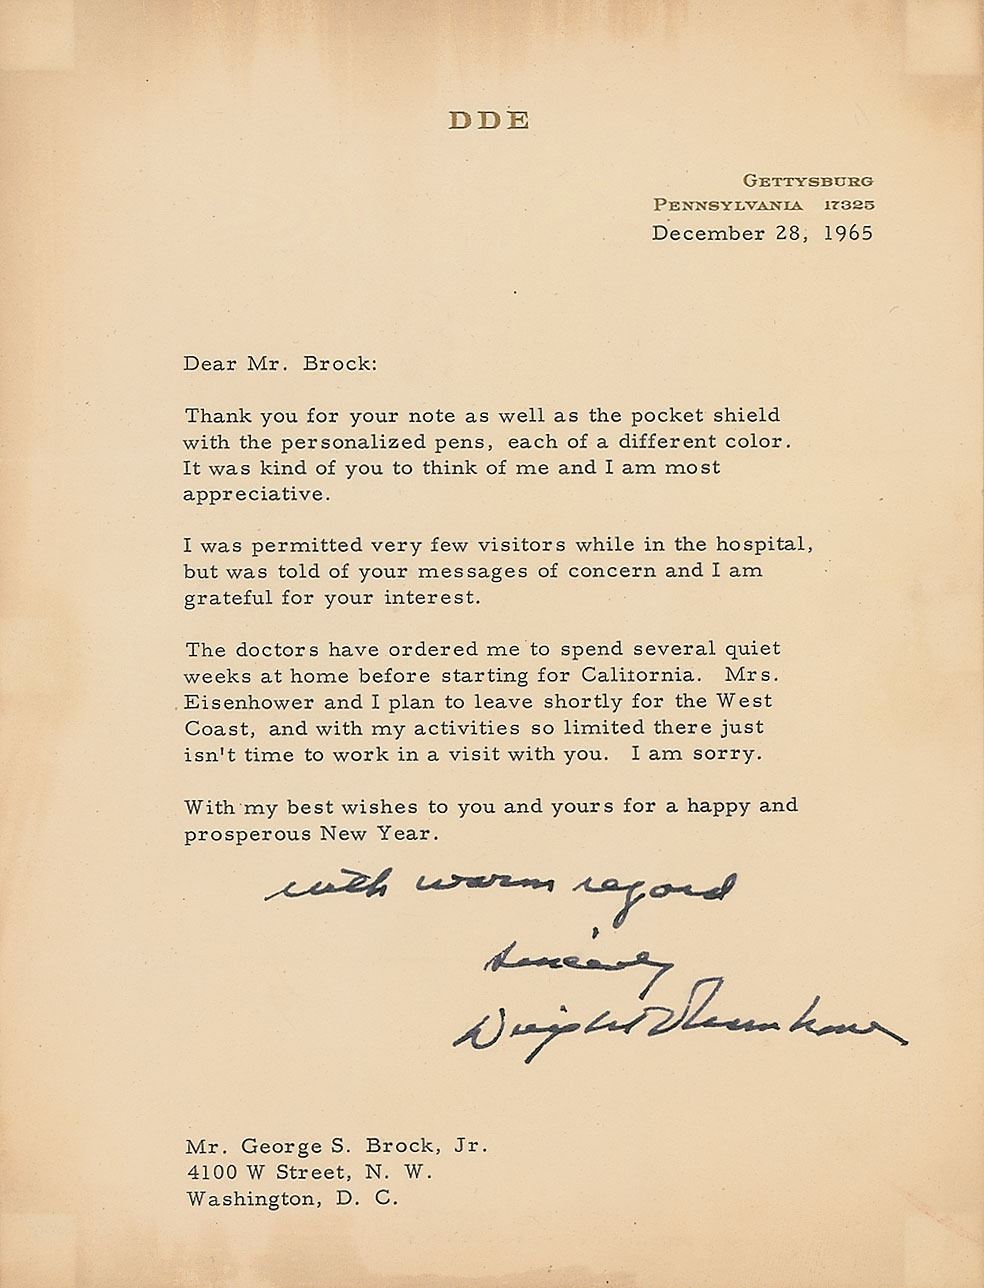 DDE
GETTYSBURG
PENNSYLVANIA 17325
December 28, 1965
Dear Mr. Brock:
Thank you for your note as well as the pocket shield
with the personalized pens, each of a different color.
It was kind of you to think of me and I am most
appreciative.
I was permitted very few visitors while in the hospital,
but was told of your messages of concern and I am
grateful for your interest.
The doctors have ordered me to spend several quiet
weeks at home before starting for California. Mrs.
Eisenhower and I plan to leave shortly for the West
Coast, and with my activities so limited there just
isn't time to work in a visit with you. I am sorry.
With my best wishes to you and yours for a happy and
prosperous New Year.
with warm regard
Sincerely
Dwight D Eisenhower
Mr. George S. Brock, Jr.
4100 W Street, N. W.
Washington, D. C.